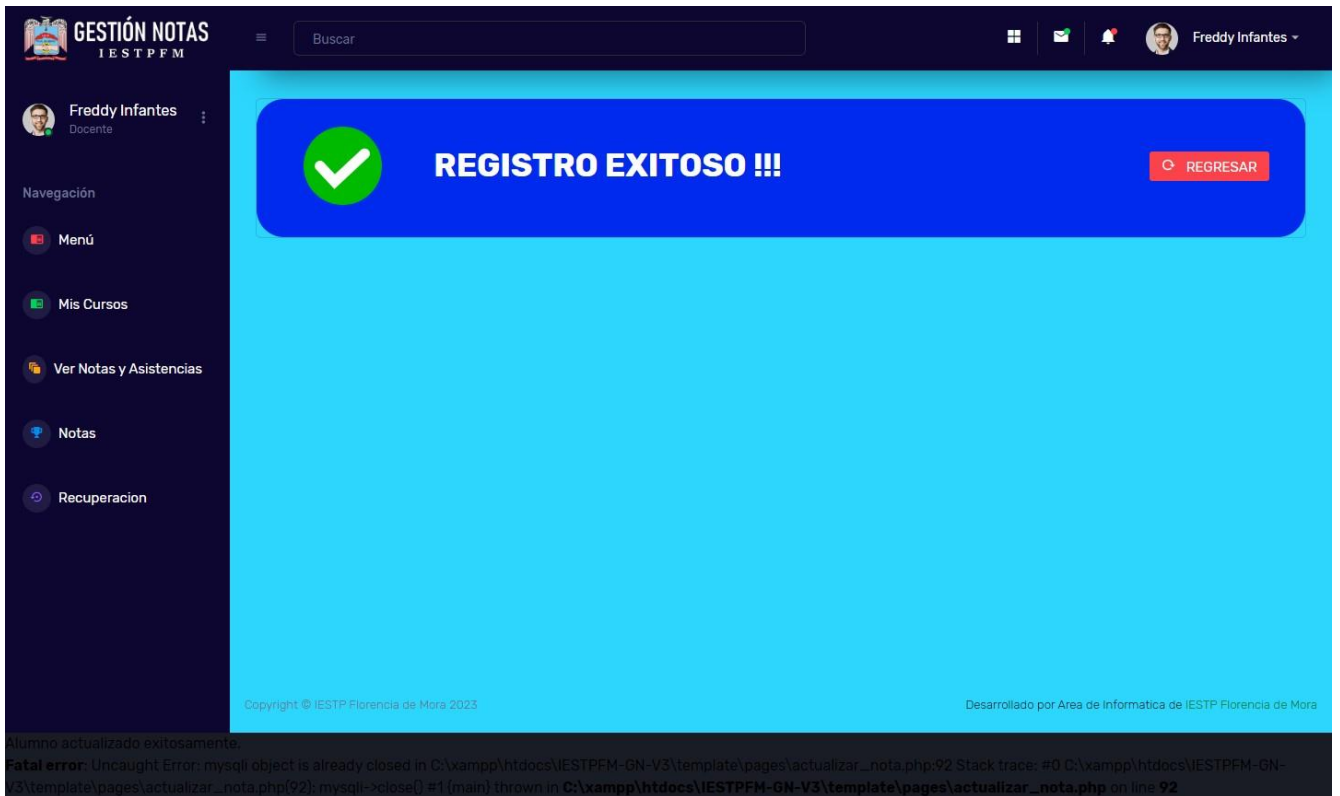 GESTIÓN NOTAS
IESTPFM
Buscar
Freddy Infantes
Freddy Infantes
Docente
Navegación
Menú
Mis Cursos
Ver Notas y Asistencias
Notas
Recuperacion
REGISTRO EXITOSO !!!
REGRESAR
Copyright © IESTP Florencia de Mora 2023
Desarrollado por Area de Informatica de IESTP Florencia de Mora
Alumno actualizado exitosamente.
Fatal error: Uncaught Error: mysqli object is already closed in C:\xampp\htdocs\IESTPFM-GN-V3\template\pages\actualizar_nota.php:92 Stack trace: #0 C:\xampp\htdocs\IESTPFM-GN-
V3\template\pages\actualizar_nota.php(92): mysqli->close() #1 {main} thrown in C:\xampp\htdocs\IESTPFM-GN-V3\template\pages\actualizar_nota.php on line 92